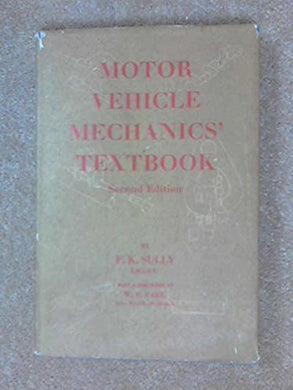 MOTOR
VEHICLE
MECHANICS'
TEXTBOOK
Second Edition
BY
F. K. SULLY